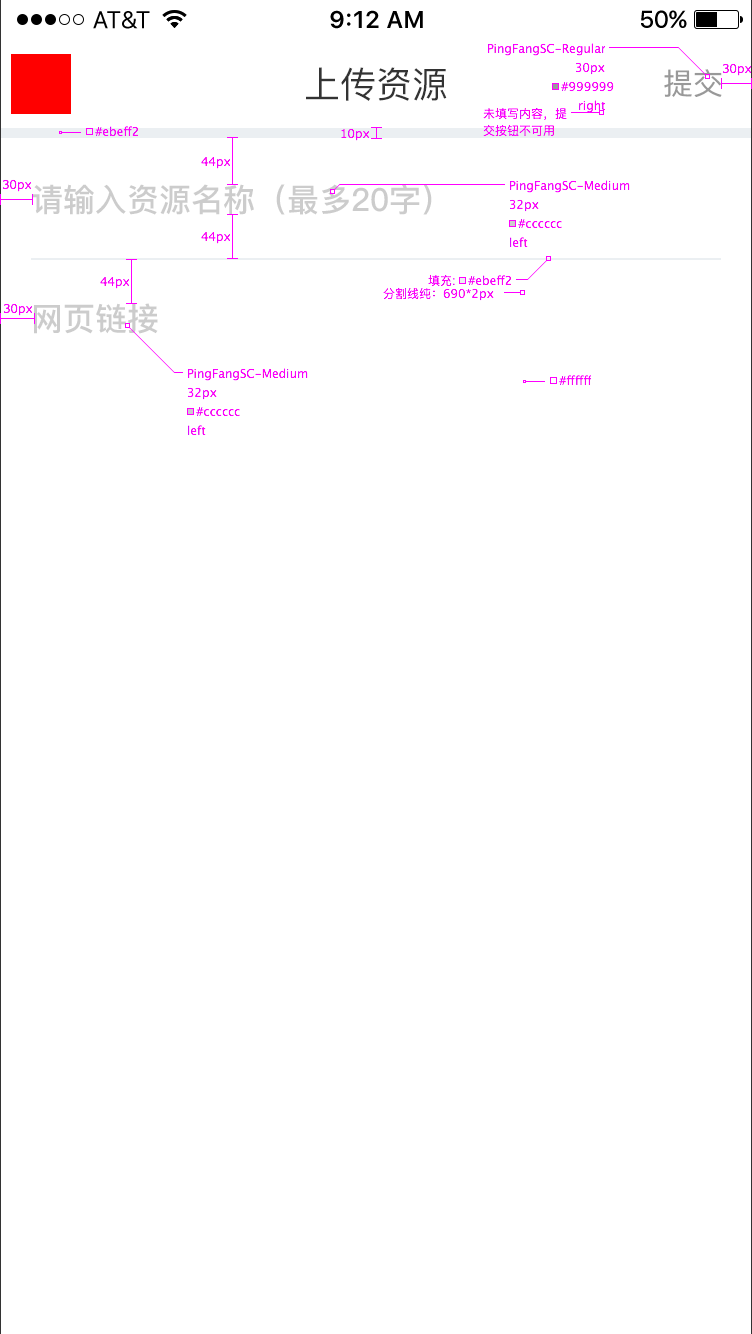 AT&T
9:12 AM
50%
PingFangSC-Regular
30px
#999999
right
上传资源
提交
30px
未填写内容，提
交按钮不可用
#ebeff2
10px
44px
30px
请输入资源名称（最多20字）
PingFangSC-Medium
32px
#cccccc
left
44px
44px
填充: #ebeff2
分割线纯：690*2px
30px
网页链接
PingFangSC-Medium
32px
#cccccc
left
#ffffff